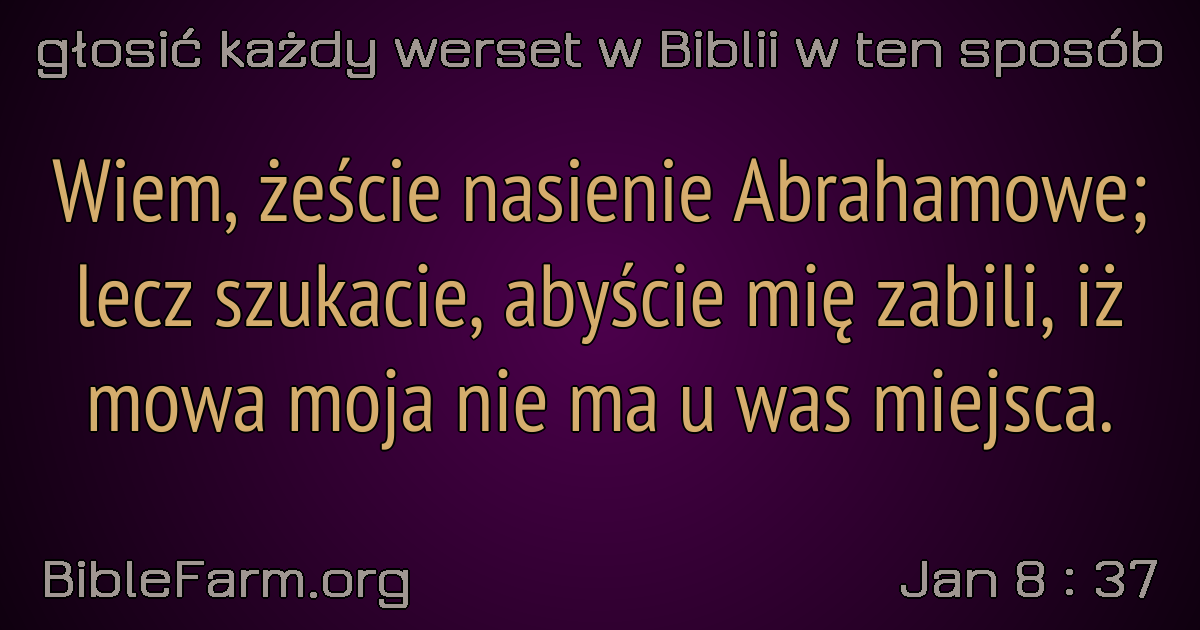 głosić każdy werset w Biblii w ten sposób
Wiem, żeście nasienie Abrahamowe;
lecz szukacie, abyście mię zabili, iż
mowa moja nie ma u was miejsca.
BibleFarm.org
Jan 8 : 37